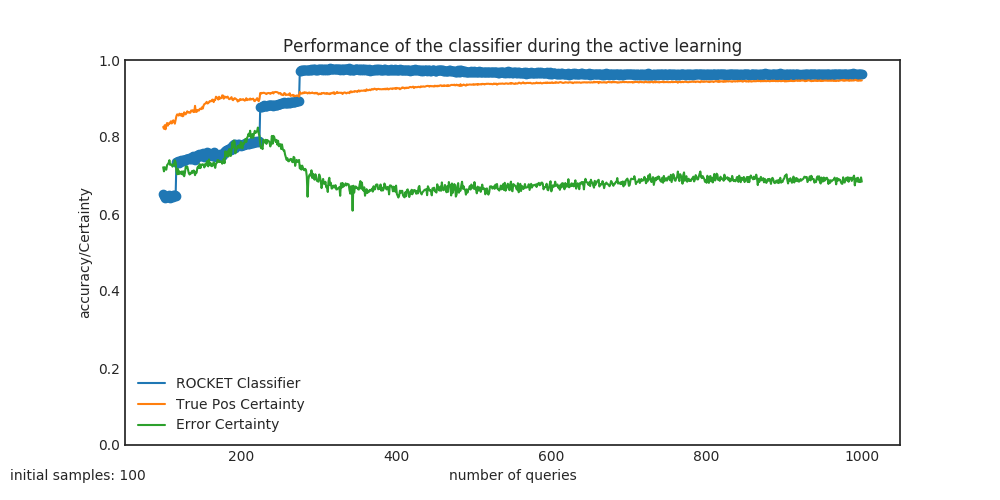 Performance of the classifier during the active learning
1.0
0.8
0.6
0.4
0.2
0.0
accuracy/Certainty
ROCKET Classifier
True Pos Certainty
Error Certainty
200 400 600 800 1000
initial samples: 100 number of queries